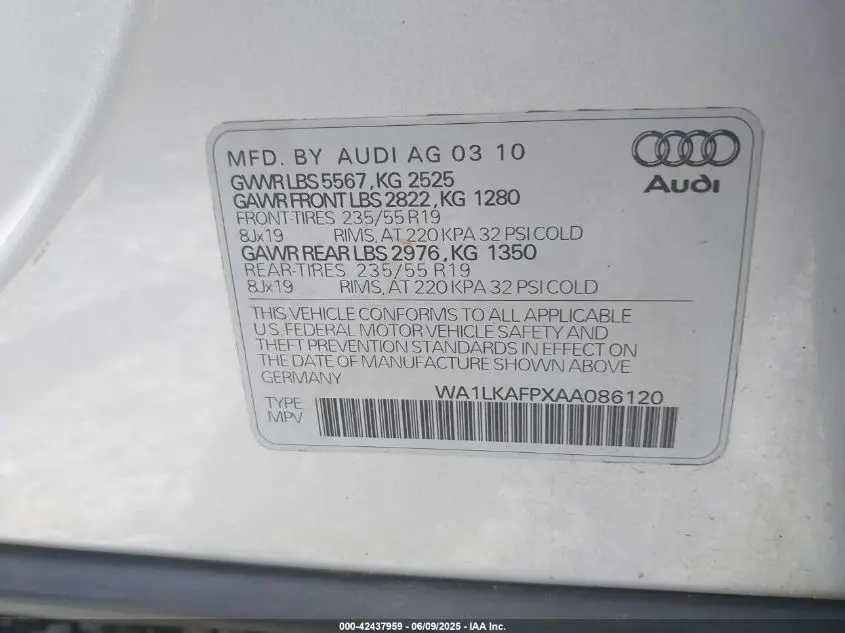 MFD. BY AUDI AG 03 10
GVWR LBS 5567, KG 2525
GAWR FRONT LBS 2822, KG 1280
FRONT-TIRES 235/55 R19
8Jx19 RIMS, AT 220 KPA 32 PSI COLD
GAWR REAR LBS 2976, KG 1350
REAR-TIRES 235/55 R19
8Jx19 RIMS, AT 220 KPA 32 PSI COLD
Audi
THIS VEHICLE CONFORMS TO ALL APPLICABLE
U.S. FEDERAL MOTOR VEHICLE SAFETY AND
THEFT PREVENTION STANDARDS IN EFFECT ON
THE DATE OF MANUFACTURE SHOWN ABOVE.
GERMANY
WA1LKAFPXAA086120
TYPE
MPV
000-42437959 | 06/09/2025 - IAA Inc.